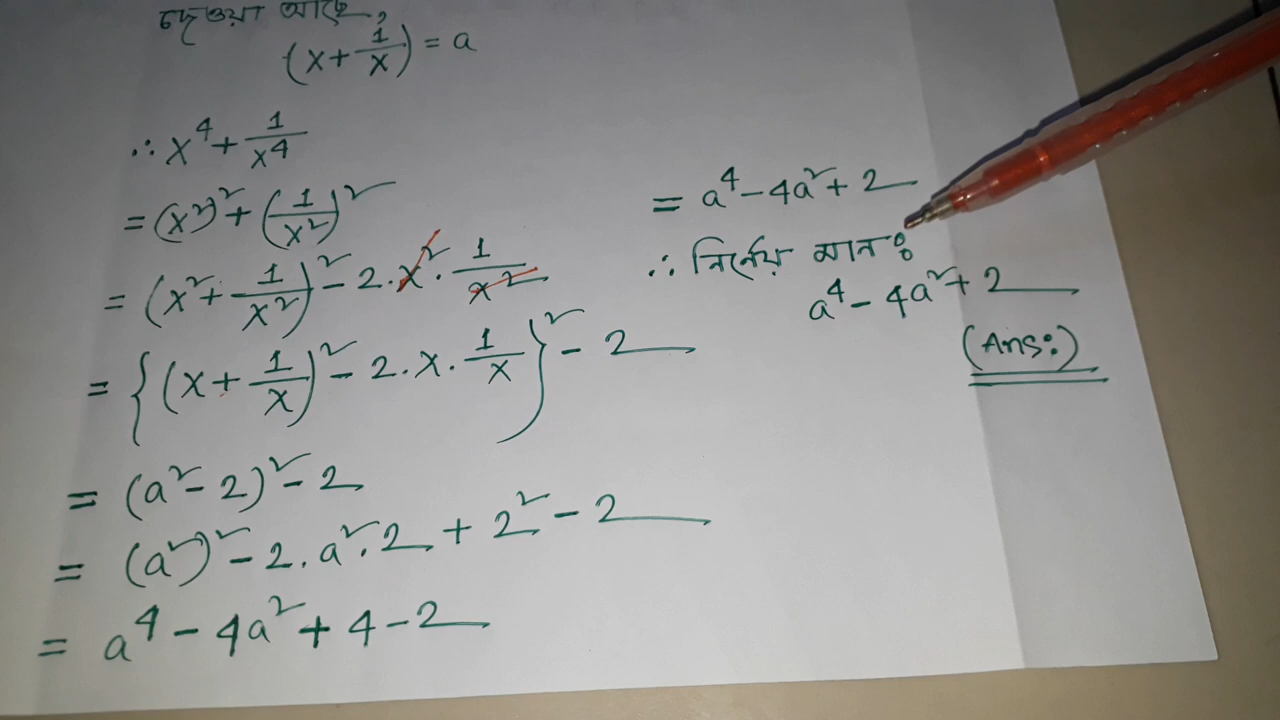 দেওয়া আছে,
(x+1/x) = a
∴ x⁴+1/x⁴
= (x²)²+(1/x²)²
= (x²+1/x²)²-2.x².1/x²
= {(x+1/x)²-2.x.1/x}²-2
= (a²-2)²-2
= (a²)²-2.a².2+2²-2
= a⁴-4a²+4-2
= a⁴-4a²+2
∴ নির্নেয় মানঃ
a⁴-4a²+2
(Ans:)